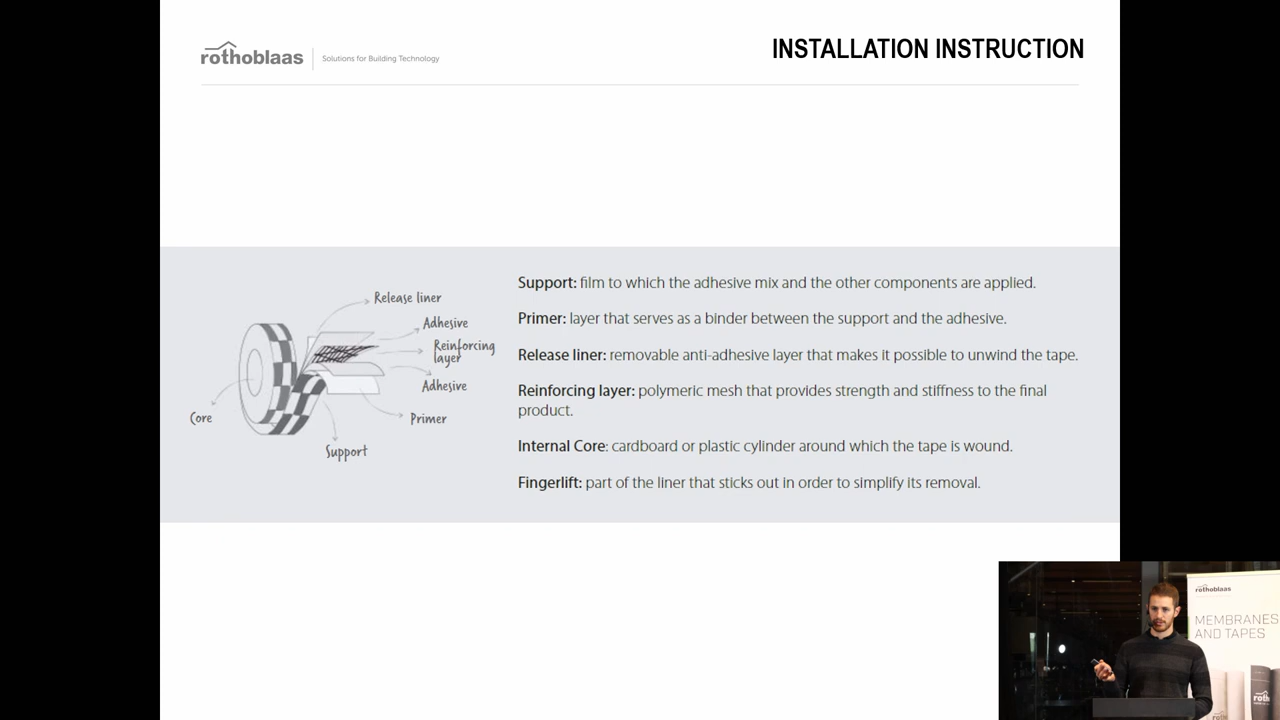 rothoblaas
Solutions for Building Technology
INSTALLATION INSTRUCTION
Release liner
Adhesive
Reinforcing
layer
Adhesive
Core
Primer
Support
Support: film to which the adhesive mix and the other components are applied.
Primer: layer that serves as a binder between the support and the adhesive.
Release liner: removable anti-adhesive layer that makes it possible to unwind the tape.
Reinforcing layer: polymeric mesh that provides strength and stiffness to the final
product.
Internal Core: cardboard or plastic cylinder around which the tape is wound.
Fingerlift: part of the liner that sticks out in order to simplify its removal.
rothoblaas
MEMBRANES
AND TAPES